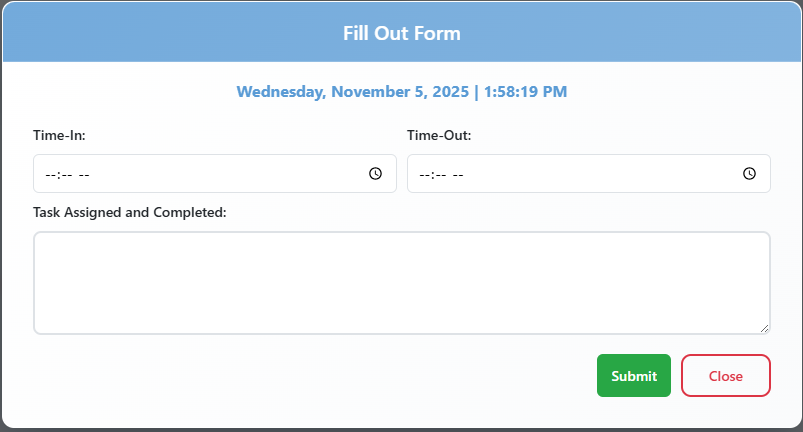 Fill Out Form
Wednesday, November 5, 2025 | 1:58:19 PM
Time-In: Time-Out:
--:-- -- --:-- --
Task Assigned and Completed:
Submit Close